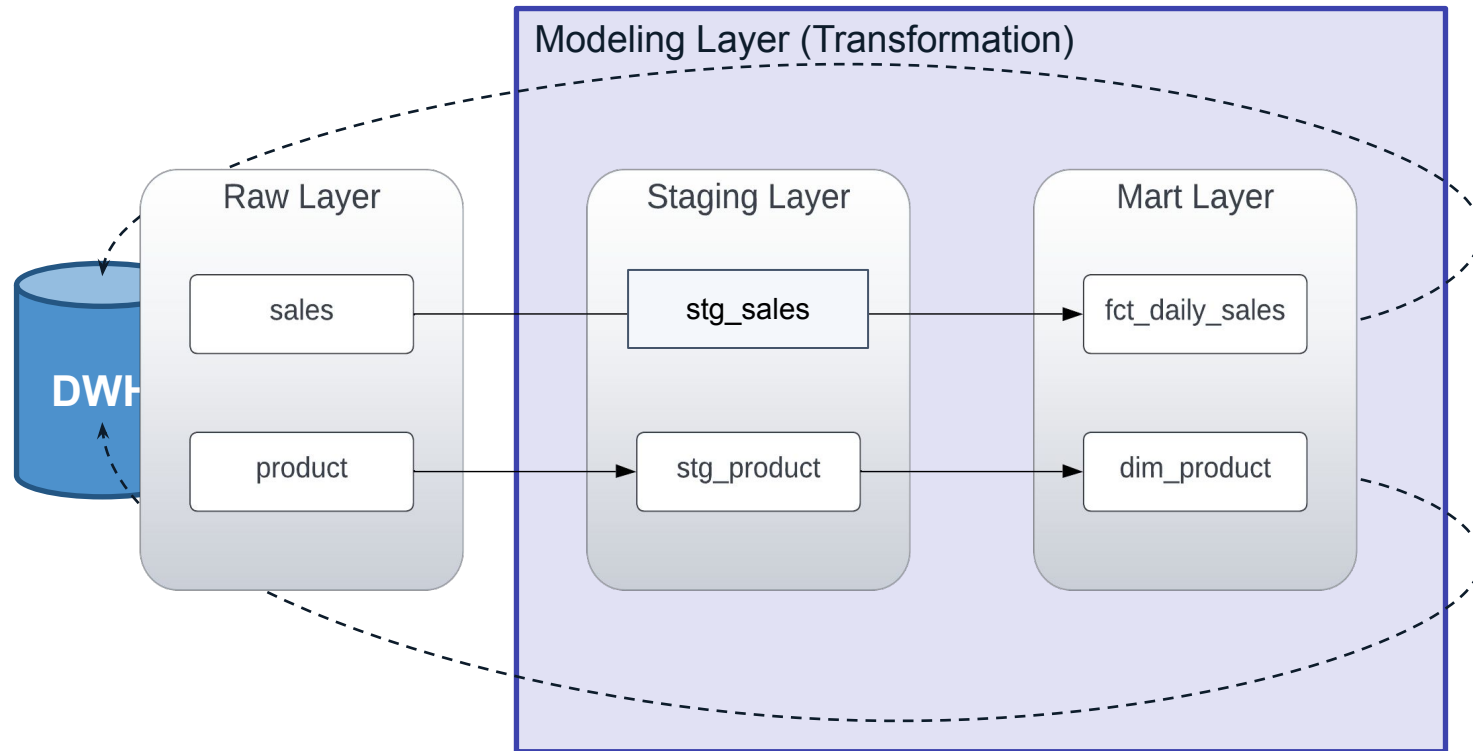 Modeling Layer (Transformation)
Raw Layer
Staging Layer
Mart Layer
sales
stg_sales
fct_daily_sales
DWH
product
stg_product
dim_product